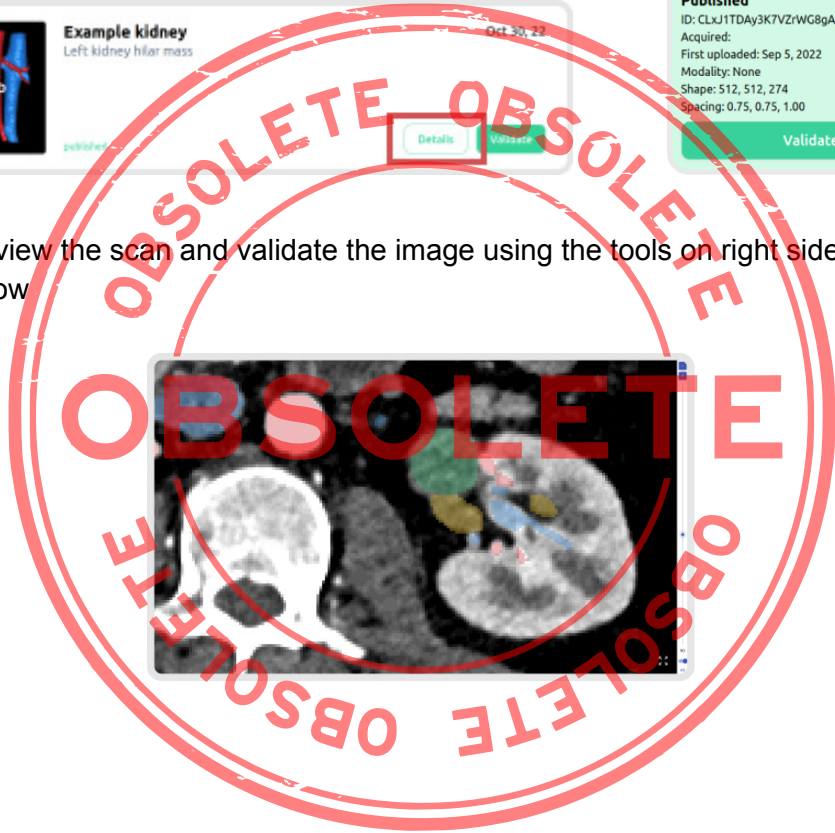 Published
ID: CLxJ1TDAy3K7VZrWG8gA
Acquired:
First uploaded: Sep 5, 2022
Modality: None
Shape: 512, 512, 274
Spacing: 0.75, 0.75, 1.00
Validate
Example kidney
Oct 30, 22
Left kidney hilar mass
published
Details
Validate
view the scan and validate the image using the tools on right side
OBSOLETE OBSOLETE
OBSOLETE
OBSOLETE OBSOLETE